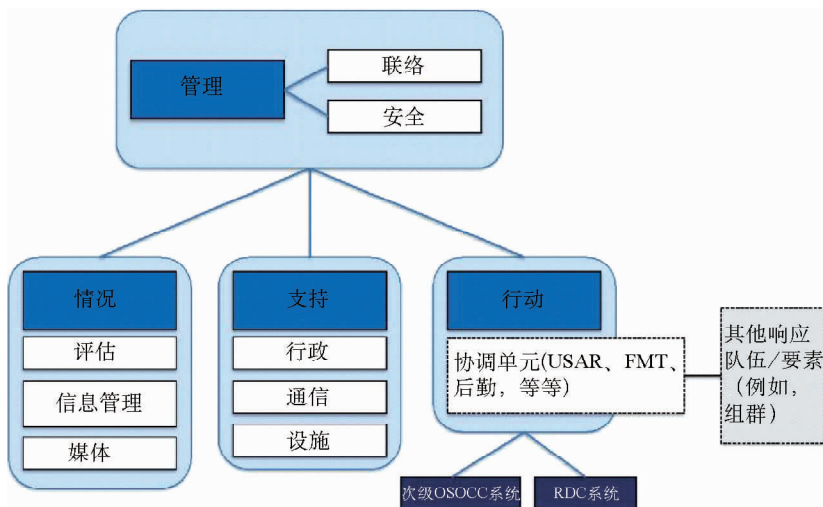 管理
联络
安全
情况
评估
信息管理
媒体
支持
行政
通信
设施
行动
协调单元(USAR、FMT、
后勤，等等)
其他响应
队伍/要素
（例如，
组群）
次级OSOCC系统
RDC系统